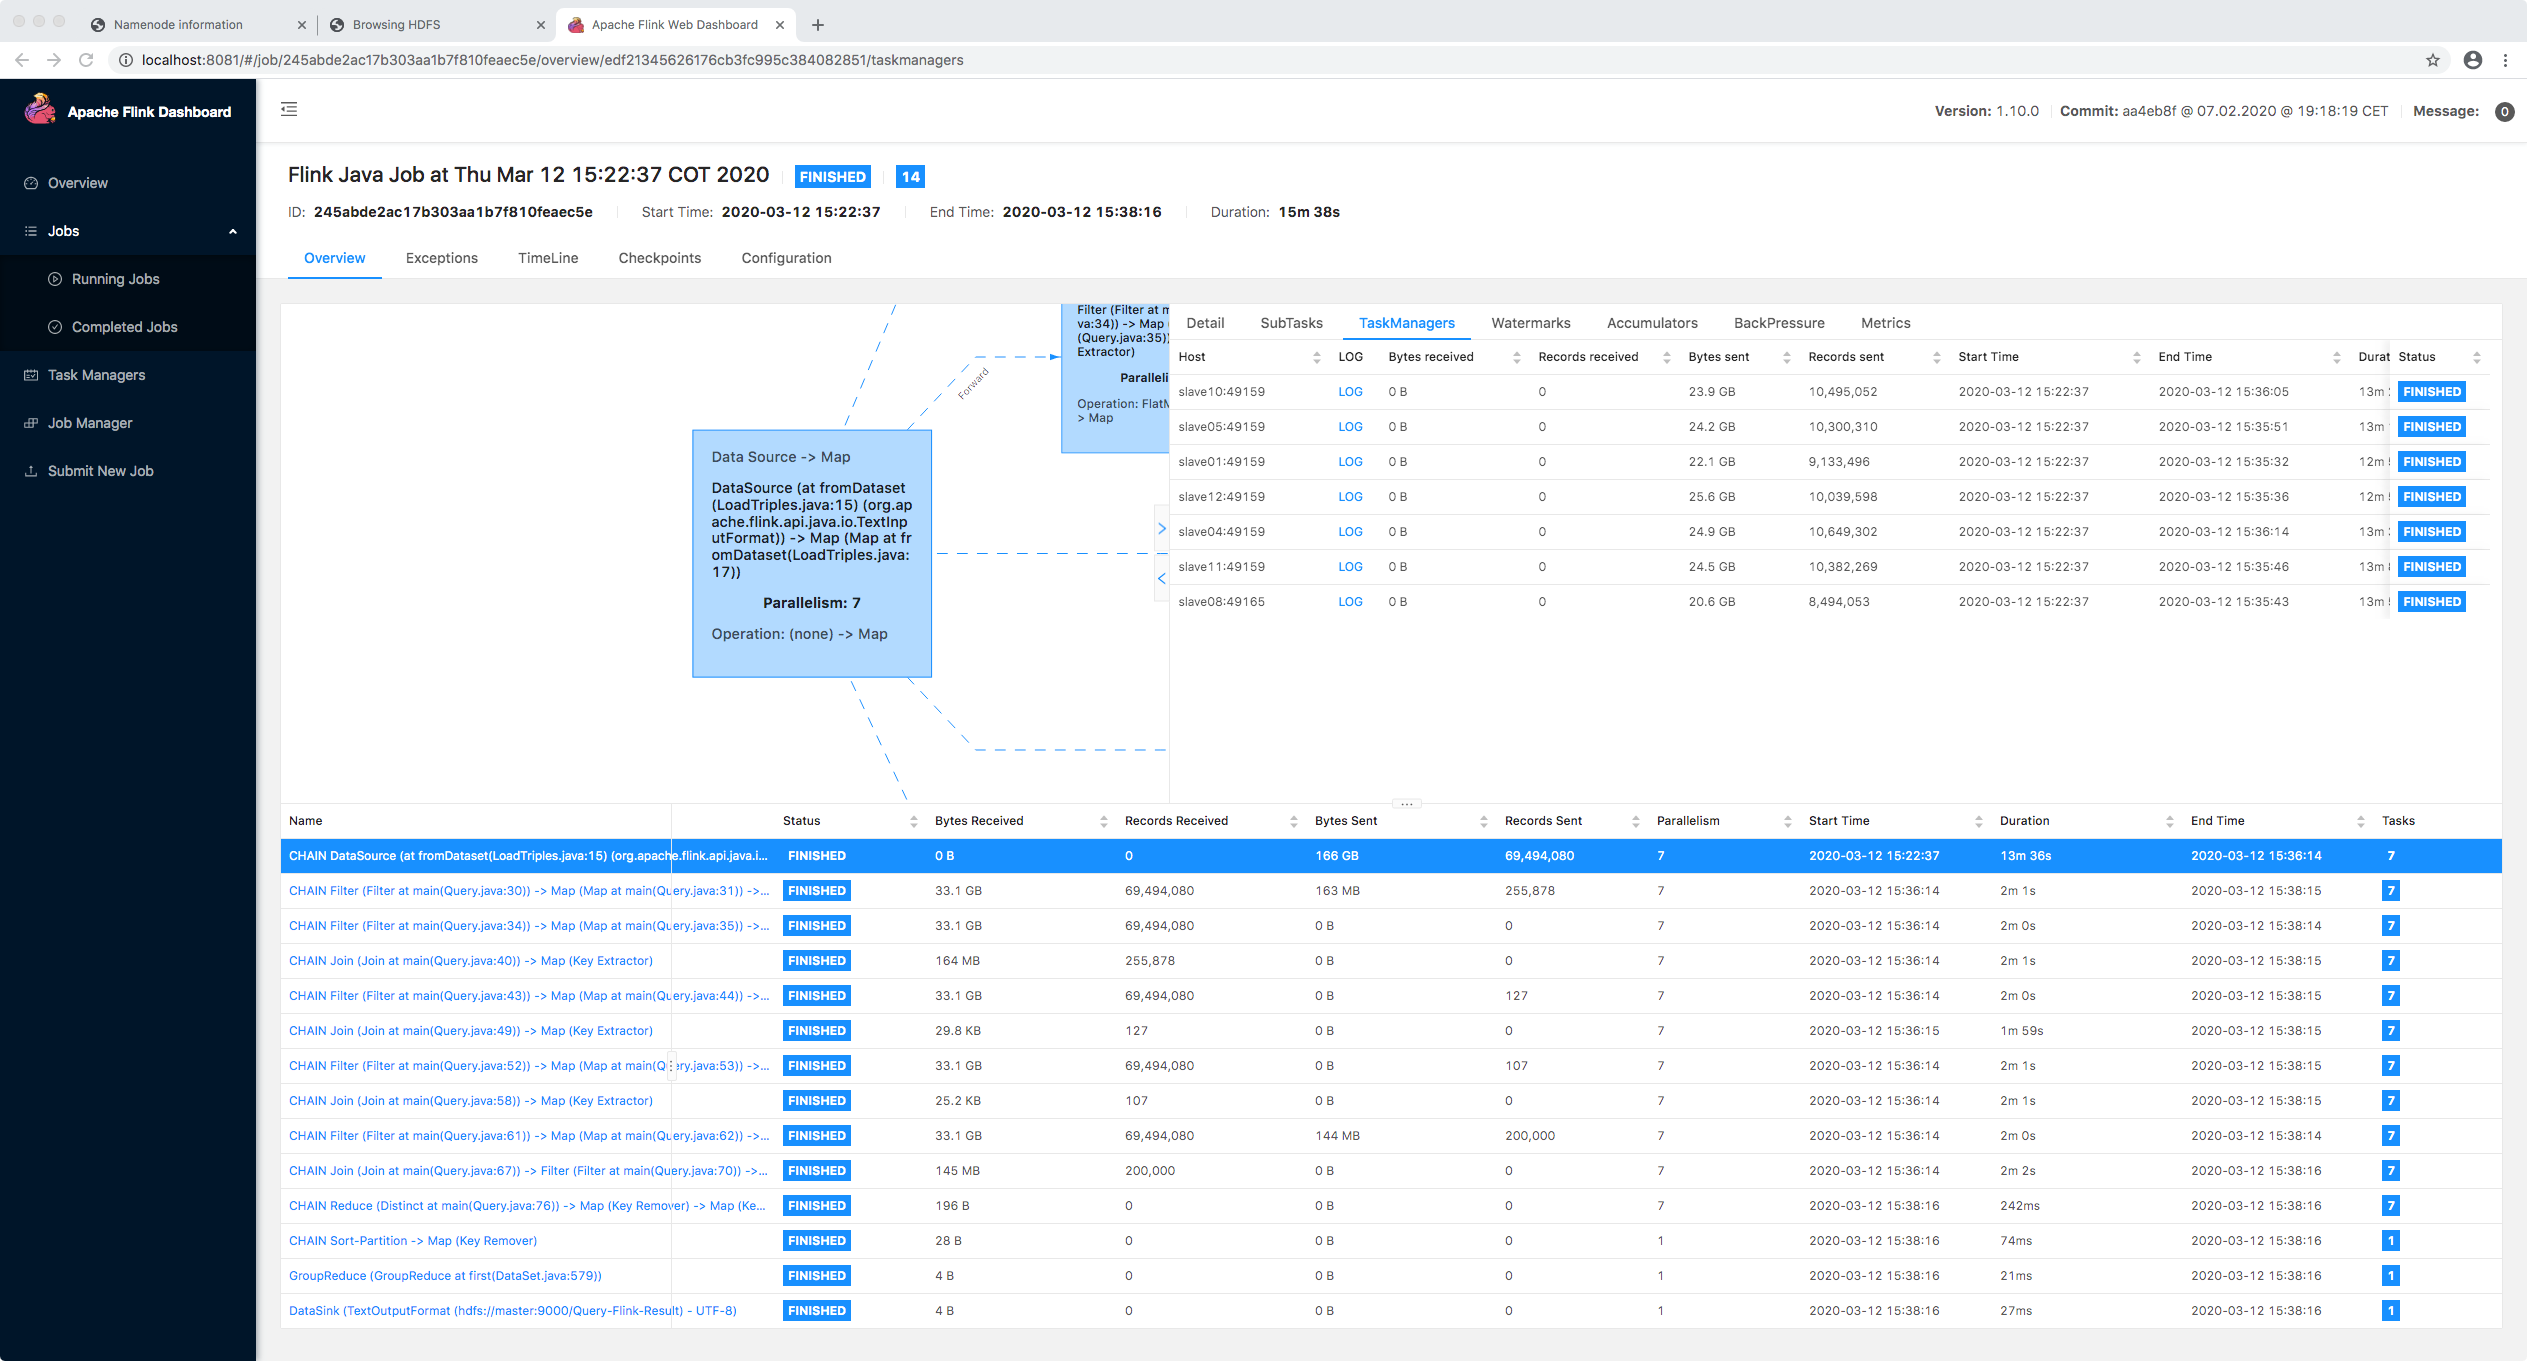 Namenode information
Browsing HDFS
Apache Flink Web Dashboard
localhost:8081/#/job/245abde2ac17b303aa1b7f810feaec5e/overview/edf21345626176cb3fc995c384082851/taskmanagers
Apache Flink Dashboard
Version: 1.10.0 Commit: aa4eb8f @ 07.02.2020 @ 19:18:19 CET Message: 0
Overview
Jobs
Running Jobs
Completed Jobs
Task Managers
Job Manager
Submit New Job
Flink Java Job at Thu Mar 12 15:22:37 COT 2020 FINISHED 14
ID: 245abde2ac17b303aa1b7f810feaec5e Start Time: 2020-03-12 15:22:37 End Time: 2020-03-12 15:38:16 Duration: 15m 38s
Overview Exceptions TimeLine Checkpoints Configuration
Forward
Filter (Filter at m
va:34)) -> Map
(Query.java:35))
Extractor)
Paralleli
Operation: FlatM
> Map
Data Source -> Map
DataSource (at fromDataset
(LoadTriples.java:15) (org.ap
ache.flink.api.java.io.TextInp
utFormat)) -> Map (Map at fr
omDataset(LoadTriples.java:
17))
Parallelism: 7
Operation: (none) -> Map
Detail SubTasks TaskManagers Watermarks Accumulators BackPressure Metrics
Host LOG Bytes received Records received Bytes sent Records sent Start Time End Time Durat Status
slave10:49159 LOG 0 B 0 23.9 GB 10,495,052 2020-03-12 15:22:37 2020-03-12 15:36:05 13m FINISHED
slave05:49159 LOG 0 B 0 24.2 GB 10,300,310 2020-03-12 15:22:37 2020-03-12 15:35:51 13m FINISHED
slave01:49159 LOG 0 B 0 22.1 GB 9,133,496 2020-03-12 15:22:37 2020-03-12 15:35:32 12m FINISHED
slave12:49159 LOG 0 B 0 25.6 GB 10,039,598 2020-03-12 15:22:37 2020-03-12 15:35:36 12m FINISHED
slave04:49159 LOG 0 B 0 24.9 GB 10,649,302 2020-03-12 15:22:37 2020-03-12 15:36:14 13m FINISHED
slave11:49159 LOG 0 B 0 24.5 GB 10,382,269 2020-03-12 15:22:37 2020-03-12 15:35:46 13m FINISHED
slave08:49165 LOG 0 B 0 20.6 GB 8,494,053 2020-03-12 15:22:37 2020-03-12 15:35:43 13m FINISHED
Name Status Bytes Received Records Received Bytes Sent Records Sent Parallelism Start Time Duration End Time Tasks
CHAIN DataSource (at fromDataset(LoadTriples.java:15) (org.apache.flink.api.java.i... FINISHED 0 B 0 166 GB 69,494,080 7 2020-03-12 15:22:37 13m 36s 2020-03-12 15:36:14 7
CHAIN Filter (Filter at main(Query.java:30)) -> Map (Map at main(Query.java:31)) ->... FINISHED 33.1 GB 69,494,080 163 MB 255,878 7 2020-03-12 15:36:14 2m 1s 2020-03-12 15:38:15 7
CHAIN Filter (Filter at main(Query.java:34)) -> Map (Map at main(Query.java:35)) ->... FINISHED 33.1 GB 69,494,080 0 B 0 7 2020-03-12 15:36:14 2m 0s 2020-03-12 15:38:14 7
CHAIN Join (Join at main(Query.java:40)) -> Map (Key Extractor) FINISHED 164 MB 255,878 0 B 0 7 2020-03-12 15:36:14 2m 1s 2020-03-12 15:38:15 7
CHAIN Filter (Filter at main(Query.java:43)) -> Map (Map at main(Query.java:44)) ->... FINISHED 33.1 GB 69,494,080 0 B 127 7 2020-03-12 15:36:14 2m 0s 2020-03-12 15:38:15 7
CHAIN Join (Join at main(Query.java:49)) -> Map (Key Extractor) FINISHED 29.8 KB 127 0 B 0 7 2020-03-12 15:36:15 1m 59s 2020-03-12 15:38:15 7
CHAIN Filter (Filter at main(Query.java:52)) -> Map (Map at main(Query.java:53)) ->... FINISHED 33.1 GB 69,494,080 0 B 107 7 2020-03-12 15:36:14 2m 1s 2020-03-12 15:38:15 7
CHAIN Join (Join at main(Query.java:58)) -> Map (Key Extractor) FINISHED 25.2 KB 107 0 B 0 7 2020-03-12 15:36:14 2m 1s 2020-03-12 15:38:15 7
CHAIN Filter (Filter at main(Query.java:61)) -> Map (Map at main(Query.java:62)) ->... FINISHED 33.1 GB 69,494,080 144 MB 200,000 7 2020-03-12 15:36:14 2m 0s 2020-03-12 15:38:14 7
CHAIN Join (Join at main(Query.java:67)) -> Filter (Filter at main(Query.java:70)) ->... FINISHED 145 MB 200,000 0 B 0 7 2020-03-12 15:36:14 2m 2s 2020-03-12 15:38:16 7
CHAIN Reduce (Distinct at main(Query.java:76)) -> Map (Key Remover) -> Map (Ke... FINISHED 196 B 0 0 B 0 7 2020-03-12 15:38:16 242ms 2020-03-12 15:38:16 7
CHAIN Sort-Partition -> Map (Key Remover) FINISHED 28 B 0 0 B 0 1 2020-03-12 15:38:16 74ms 2020-03-12 15:38:16 1
GroupReduce (GroupReduce at first(DataSet.java:579)) FINISHED 4 B 0 0 B 0 1 2020-03-12 15:38:16 21ms 2020-03-12 15:38:16 1
DataSink (TextOutputFormat (hdfs://master:9000/Query-Flink-Result) - UTF-8) FINISHED 4 B 0 0 B 0 1 2020-03-12 15:38:16 27ms 2020-03-12 15:38:16 1